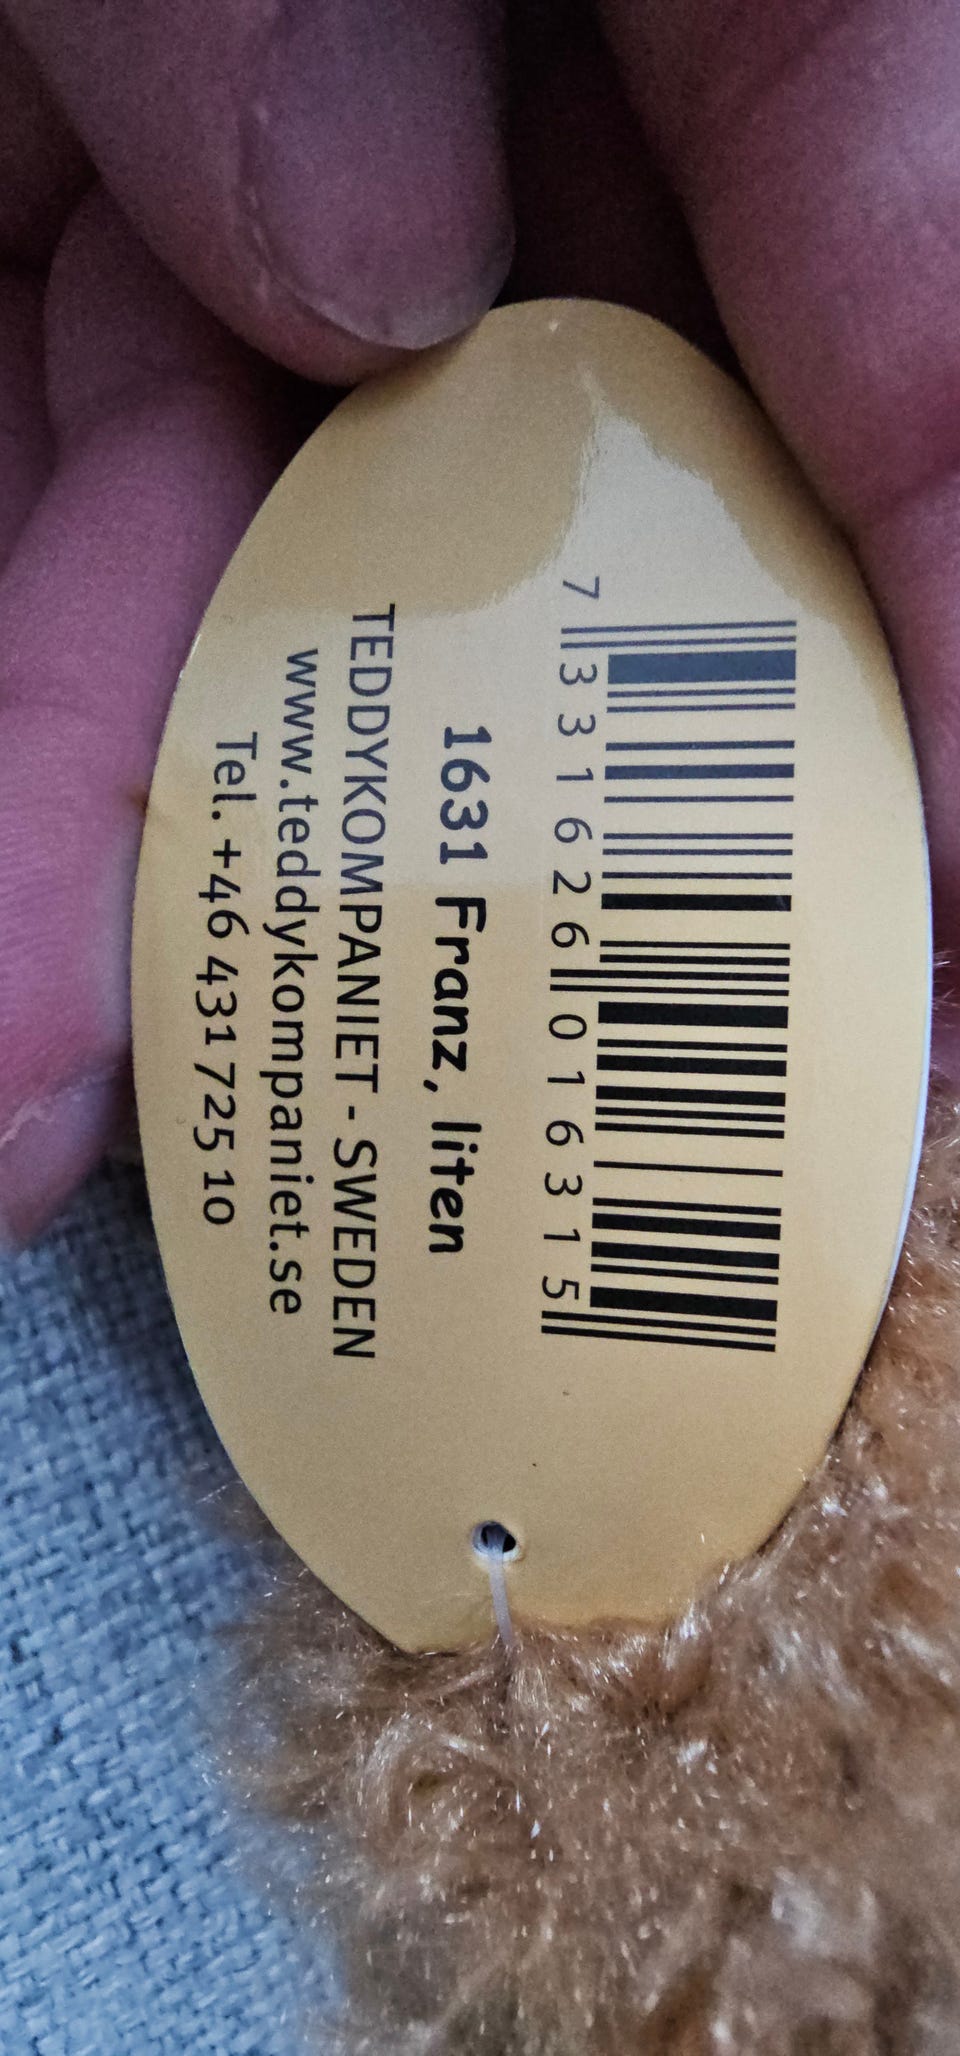 7 331626 016315
1631 Franz, liten
TEDDYKOMPANIET - SWEDEN
www.teddykompaniet.se
Tel. +46 431 725 10